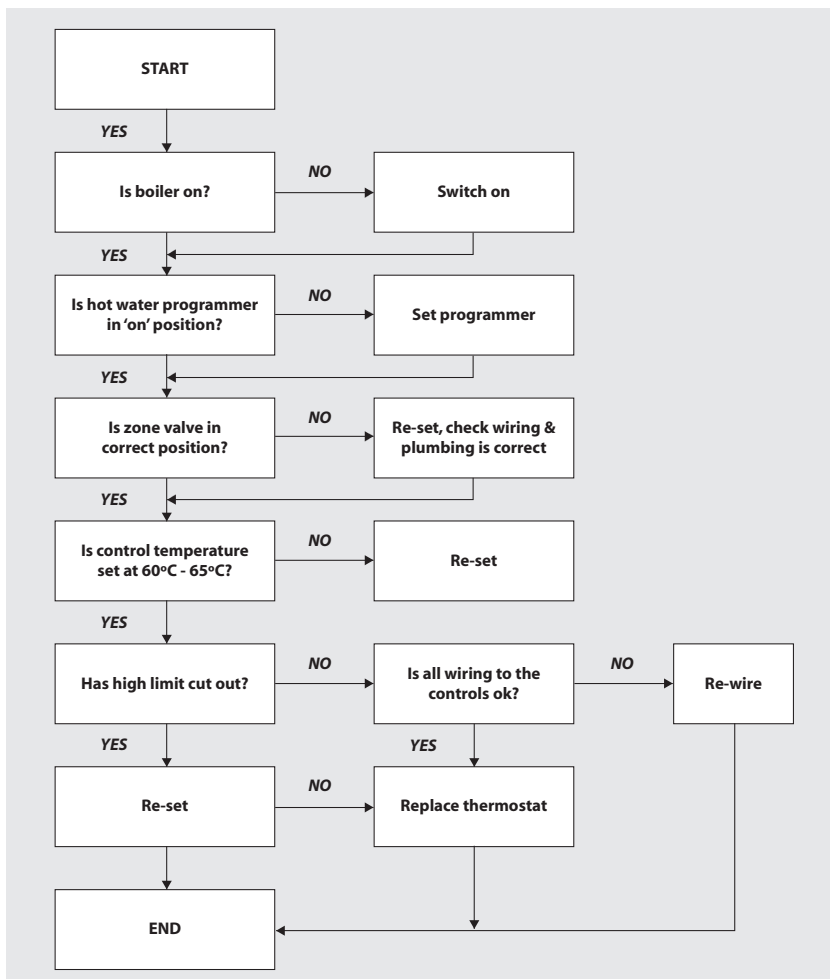 START
YES
Is boiler on?
NO
Switch on
YES
Is hot water programmer
in ‘on’ position?
NO
Set programmer
YES
Is zone valve in
correct position?
NO
Re-set, check wiring &
plumbing is correct
YES
Is control temperature
set at 60ºC - 65ºC?
NO
Re-set
YES
Has high limit cut out?
NO
Is all wiring to the
controls ok?
NO
Re-wire
YES
YES
Re-set
NO
Replace thermostat
END